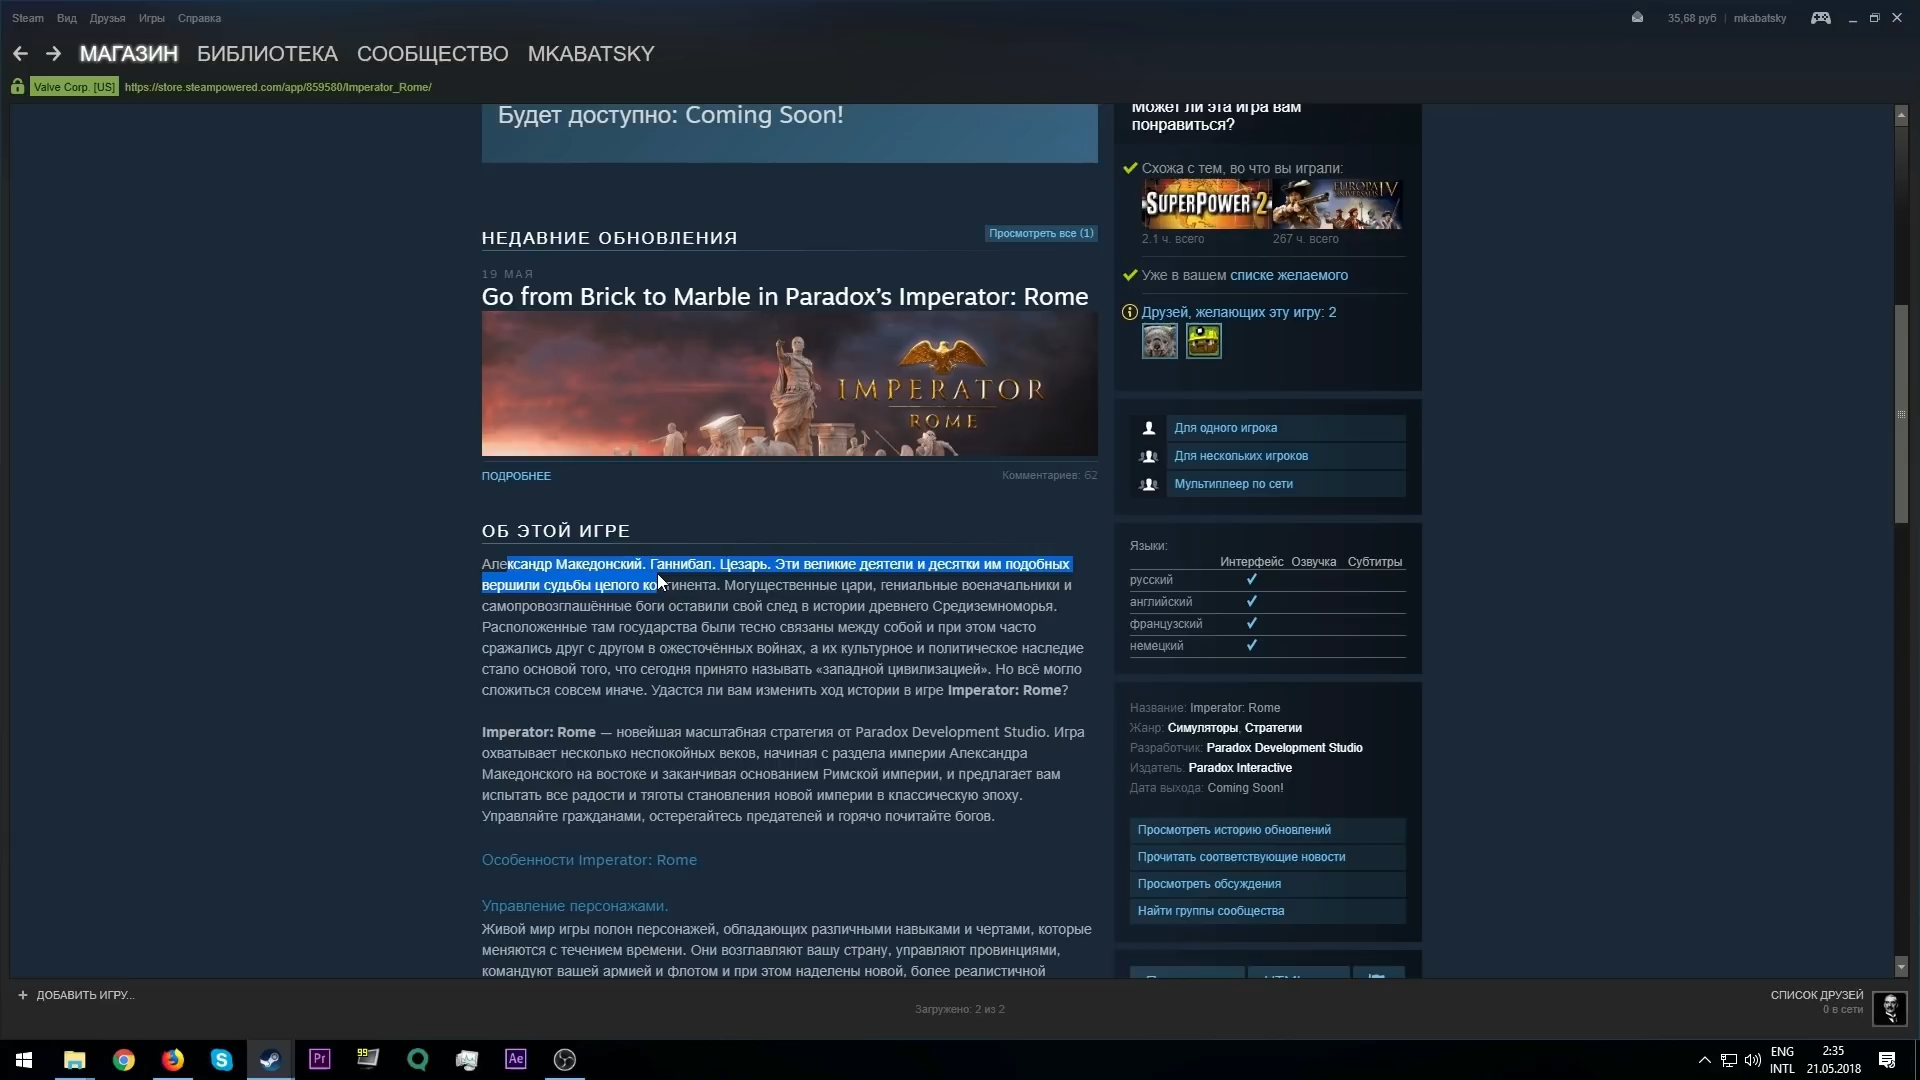 Steam Вид Друзья Игры Справка
35,68 руб mkabatsky
МАГАЗИН БИБЛИОТЕКА СООБЩЕСТВО MKABATSKY
Valve Corp. [US] https://store.steampowered.com/app/859580/Imperator_Rome/
Будет доступно: Coming Soon!
НЕДАВНИЕ ОБНОВЛЕНИЯ
Просмотреть все (1)
19 МАЯ
Go from Brick to Marble in Paradox's Imperator: Rome
IMPERATOR
ROME
ПОДРОБНЕЕ
Комментариев: 62
ОБ ЭТОЙ ИГРЕ
Александр Македонский. Ганнибал. Цезарь. Эти великие деятели и десятки им подобных
вершили судьбы целого континента. Могущественные цари, гениальные военачальники и
самопровозглашённые боги оставили свой след в истории древнего Средиземноморья.
Расположенные там государства были тесно связаны между собой и при этом часто
сражались друг с другом в ожесточённых войнах, а их культурное и политическое наследие
стало основой того, что сегодня принято называть «западной цивилизацией». Но всё могло
сложиться совсем иначе. Удастся ли вам изменить ход истории в игре Imperator: Rome?
Imperator: Rome — новейшая масштабная стратегия от Paradox Development Studio. Игра
охватывает несколько неспокойных веков, начиная с раздела империи Александра
Македонского на востоке и заканчивая основанием Римской империи, и предлагает вам
испытать все радости и тяготы становления новой империи в классическую эпоху.
Управляйте гражданами, остерегайтесь предателей и горячо почитайте богов.
Особенности Imperator: Rome
Управление персонажами.
Живой мир игры полон персонажей, обладающих различными навыками и чертами, которые
меняются с течением времени. Они возглавляют вашу страну, управляют провинциями,
командуют вашей армией и флотом и при этом наделены новой, более реалистичной
Может ли эта игра вам
понравиться?
Схожа с тем, во что вы играли:
SUPERPOWER 2
EUROPA
UNIVERSALIS IV
2.1 ч. всего 267 ч. всего
Уже в вашем списке желаемого
Друзей, желающих эту игру: 2
Для одного игрока
Для нескольких игроков
Мультиплеер по сети
Языки:
Интерфейс Озвучка Субтитры
русский
английский
французский
немецкий
Название: Imperator: Rome
Жанр: Симуляторы, Стратегии
Разработчик: Paradox Development Studio
Издатель: Paradox Interactive
Дата выхода: Coming Soon!
Просмотреть историю обновлений
Прочитать соответствующие новости
Просмотреть обсуждения
Найти группы сообщества
ДОБАВИТЬ ИГРУ...
Загружено: 2 из 2
СПИСОК ДРУЗЕЙ
0 в сети
Pr
99
Ae
ENG
INTL
2:35
21.05.2018